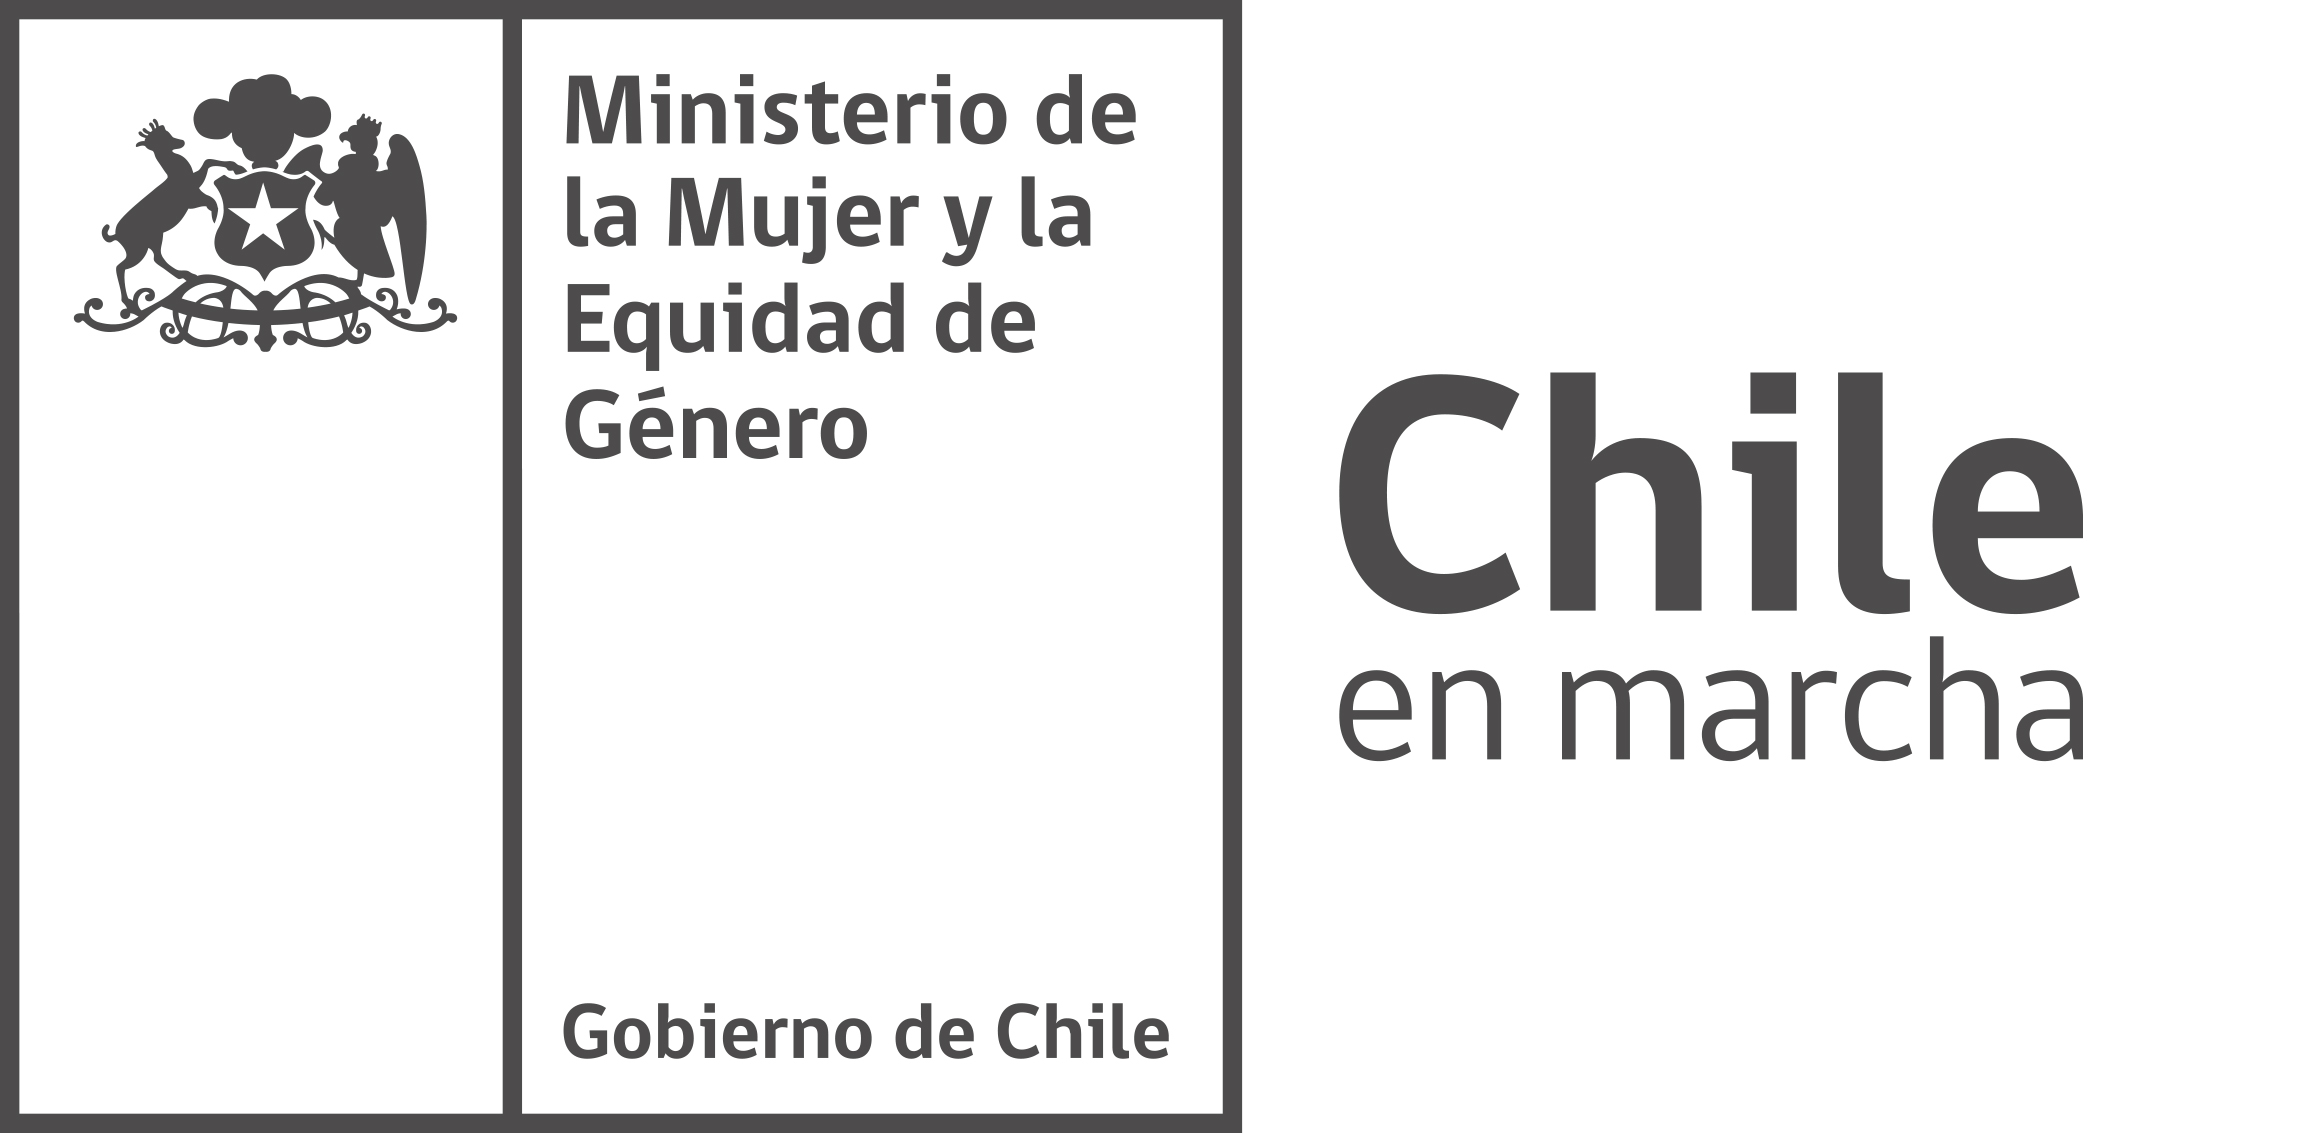 Ministerio de
la Mujer y la
Equidad de
Género
Gobierno de Chile
Chile
en marcha